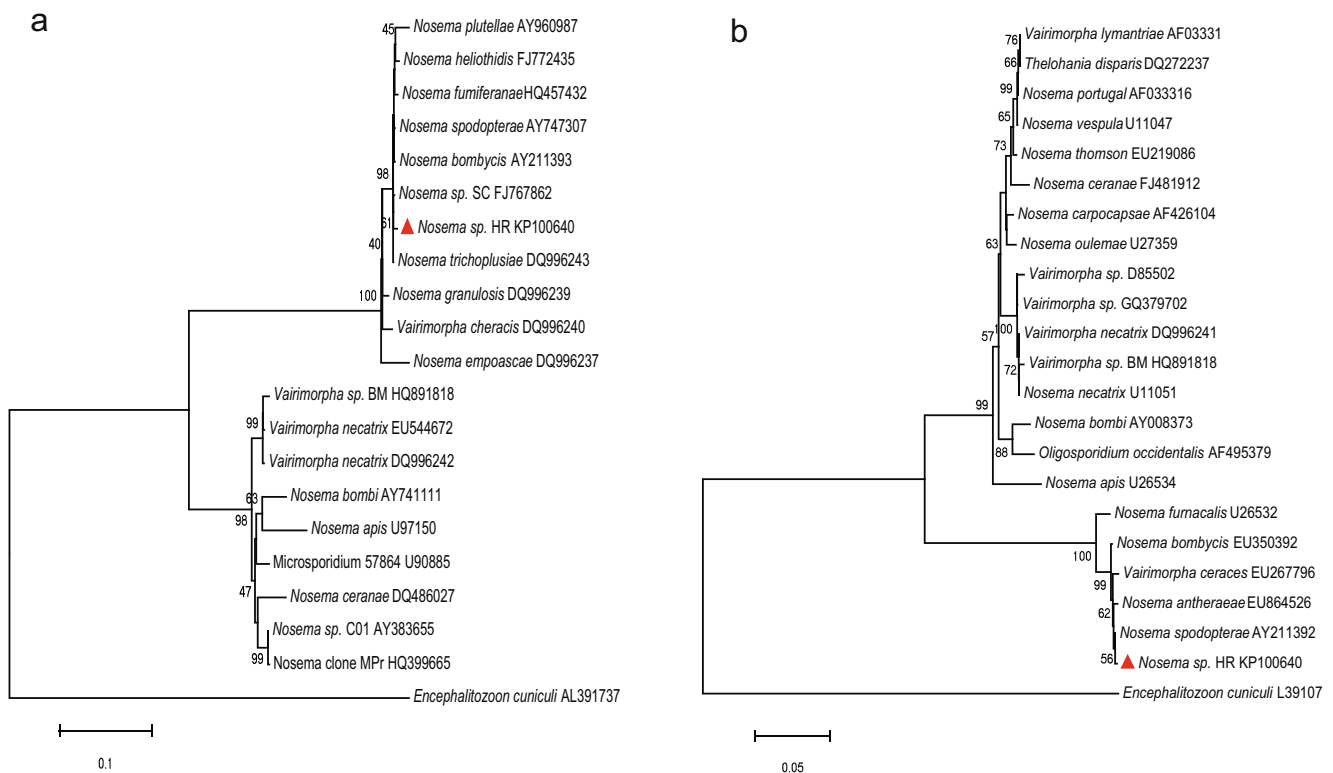 a
45
Nosema plutellae AY960987
Nosema heliothidis FJ772435
Nosema fumiferanaeHQ457432
Nosema spodopterae AY747307
Nosema bombycis AY211393
98
Nosema sp. SC FJ767862
61
Nosema sp. HR KP100640
40
Nosema trichoplusiae DQ996243
100
Nosema granulosis DQ996239
Vairimorpha cheracis DQ996240
Nosema empoascae DQ996237
Vairimorpha sp. BM HQ891818
99
Vairimorpha necatrix EU544672
Vairimorpha necatrix DQ996242
63
Nosema bombi AY741111
98
Nosema apis U97150
Microsporidium 57864 U90885
47
Nosema ceranae DQ486027
Nosema sp. C01 AY383655
99
Nosema clone MPr HQ399665
Encephalitozoon cuniculi AL391737
0.1
b
76
Vairimorpha lymantriae AF03331
66
Thelohania disparis DQ272237
99
Nosema portugal AF033316
65
Nosema vespula U11047
73
Nosema thomson EU219086
Nosema ceranae FJ481912
Nosema carpocapsae AF426104
63
Nosema oulemae U27359
Vairimorpha sp. D85502
Vairimorpha sp. GQ379702
57
100
Vairimorpha necatrix DQ996241
72
Vairimorpha sp. BM HQ891818
Nosema necatrix U11051
99
Nosema bombi AY008373
88
Oligosporidium occidentalis AF495379
Nosema apis U26534
Nosema furnacalis U26532
100
Nosema bombycis EU350392
99
Vairimorpha ceraces EU267796
62
Nosema antheraeae EU864526
Nosema spodopterae AY211392
56
Nosema sp. HR KP100640
Encephalitozoon cuniculi L39107
0.05